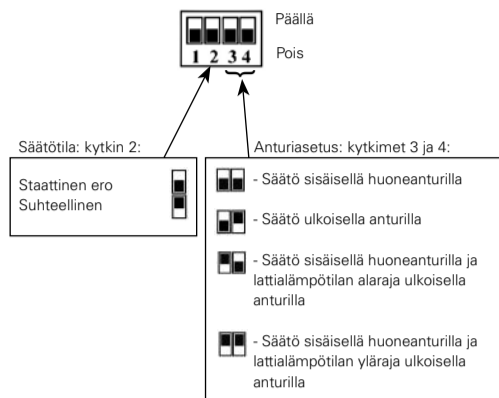 Päällä
Pois
1 2 3 4
Säätötila: kytkin 2:
Staattinen ero
Suhteellinen
Anturiasetus: kytkimet 3 ja 4:
- Säätö sisäisellä huoneanturilla
- Säätö ulkoisella anturilla
- Säätö sisäisellä huoneanturilla ja
lattialämpötilan alaraja ulkoisella
anturilla
- Säätö sisäisellä huoneanturilla ja
lattialämpötilan yläraja ulkoisella
anturilla